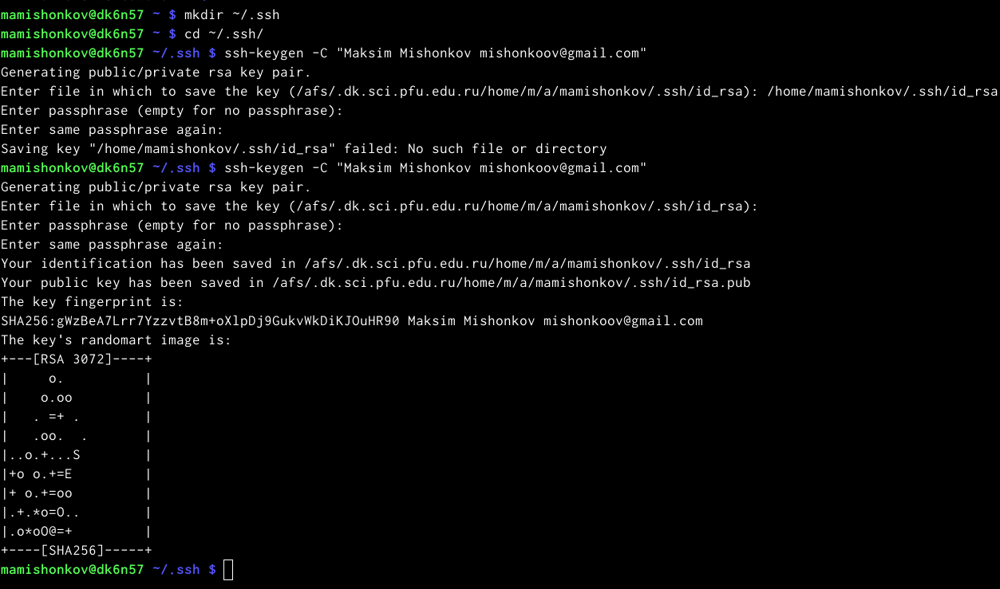 mamishonkov@dk6n57 ~ $ mkdir ~/.ssh
mamishonkov@dk6n57 ~ $ cd ~/.ssh/
mamishonkov@dk6n57 ~/.ssh $ ssh-keygen -C "Maksim Mishonkov mishonkoov@gmail.com"
Generating public/private rsa key pair.
Enter file in which to save the key (/afs/.dk.sci.pfu.edu.ru/home/m/a/mamishonkov/.ssh/id_rsa): /home/mamishonkov/.ssh/id_rsa
Enter passphrase (empty for no passphrase):
Enter same passphrase again:
Saving key "/home/mamishonkov/.ssh/id_rsa" failed: No such file or directory
mamishonkov@dk6n57 ~/.ssh $ ssh-keygen -C "Maksim Mishonkov mishonkoov@gmail.com"
Generating public/private rsa key pair.
Enter file in which to save the key (/afs/.dk.sci.pfu.edu.ru/home/m/a/mamishonkov/.ssh/id_rsa):
Enter passphrase (empty for no passphrase):
Enter same passphrase again:
Your identification has been saved in /afs/.dk.sci.pfu.edu.ru/home/m/a/mamishonkov/.ssh/id_rsa
Your public key has been saved in /afs/.dk.sci.pfu.edu.ru/home/m/a/mamishonkov/.ssh/id_rsa.pub
The key fingerprint is:
SHA256:gWzBeA7Lrr7YzzvtB8m+oXlpDj9GukvWkDiKJOuHR90 Maksim Mishonkov mishonkoov@gmail.com
The key's randomart image is:
+---[RSA 3072]----+
|     o.          |
|    o.oo         |
|   . =+ .        |
|   .oo.  .       |
|..o.+...S        |
|+o o.+=E         |
|+ o.+=oo         |
|.+.*o=O..        |
|.o*oO@=+         |
+----[SHA256]-----+
mamishonkov@dk6n57 ~/.ssh $